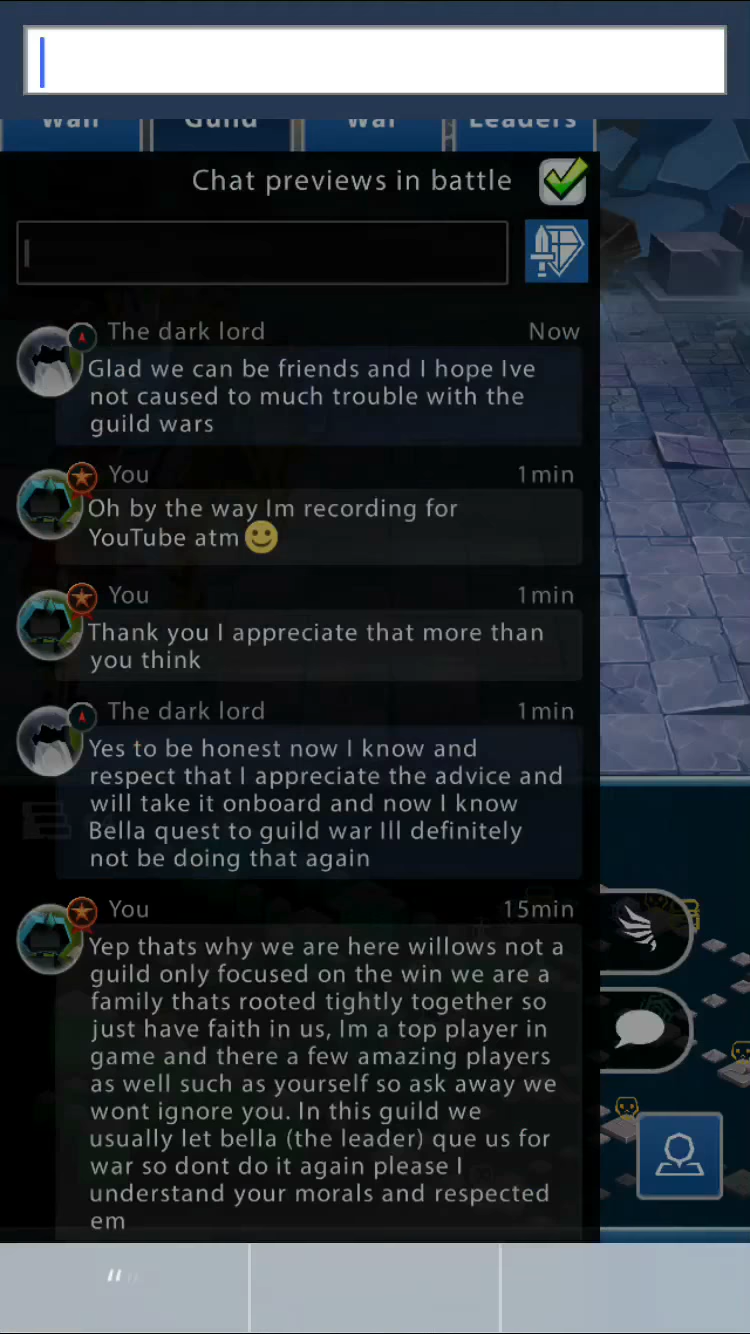 Wall Guild War Leaders
Chat previews in battle
The dark lord Now
Glad we can be friends and I hope Ive
not caused to much trouble with the
guild wars
You 1min
Oh by the way Im recording for
YouTube atm
You 1min
Thank you I appreciate that more than
you think
The dark lord 1min
Yes to be honest now I know and
respect that I appreciate the advice and
will take it onboard and now I know
Bella quest to guild war Ill definitely
not be doing that again
You 15min
Yep thats why we are here willows not a
guild only focused on the win we are a
family thats rooted tightly together so
just have faith in us, Im a top player in
game and there a few amazing players
as well such as yourself so ask away we
wont ignore you. In this guild we
usually let bella (the leader) que us for
war so dont do it again please I
understand your morals and respected
em